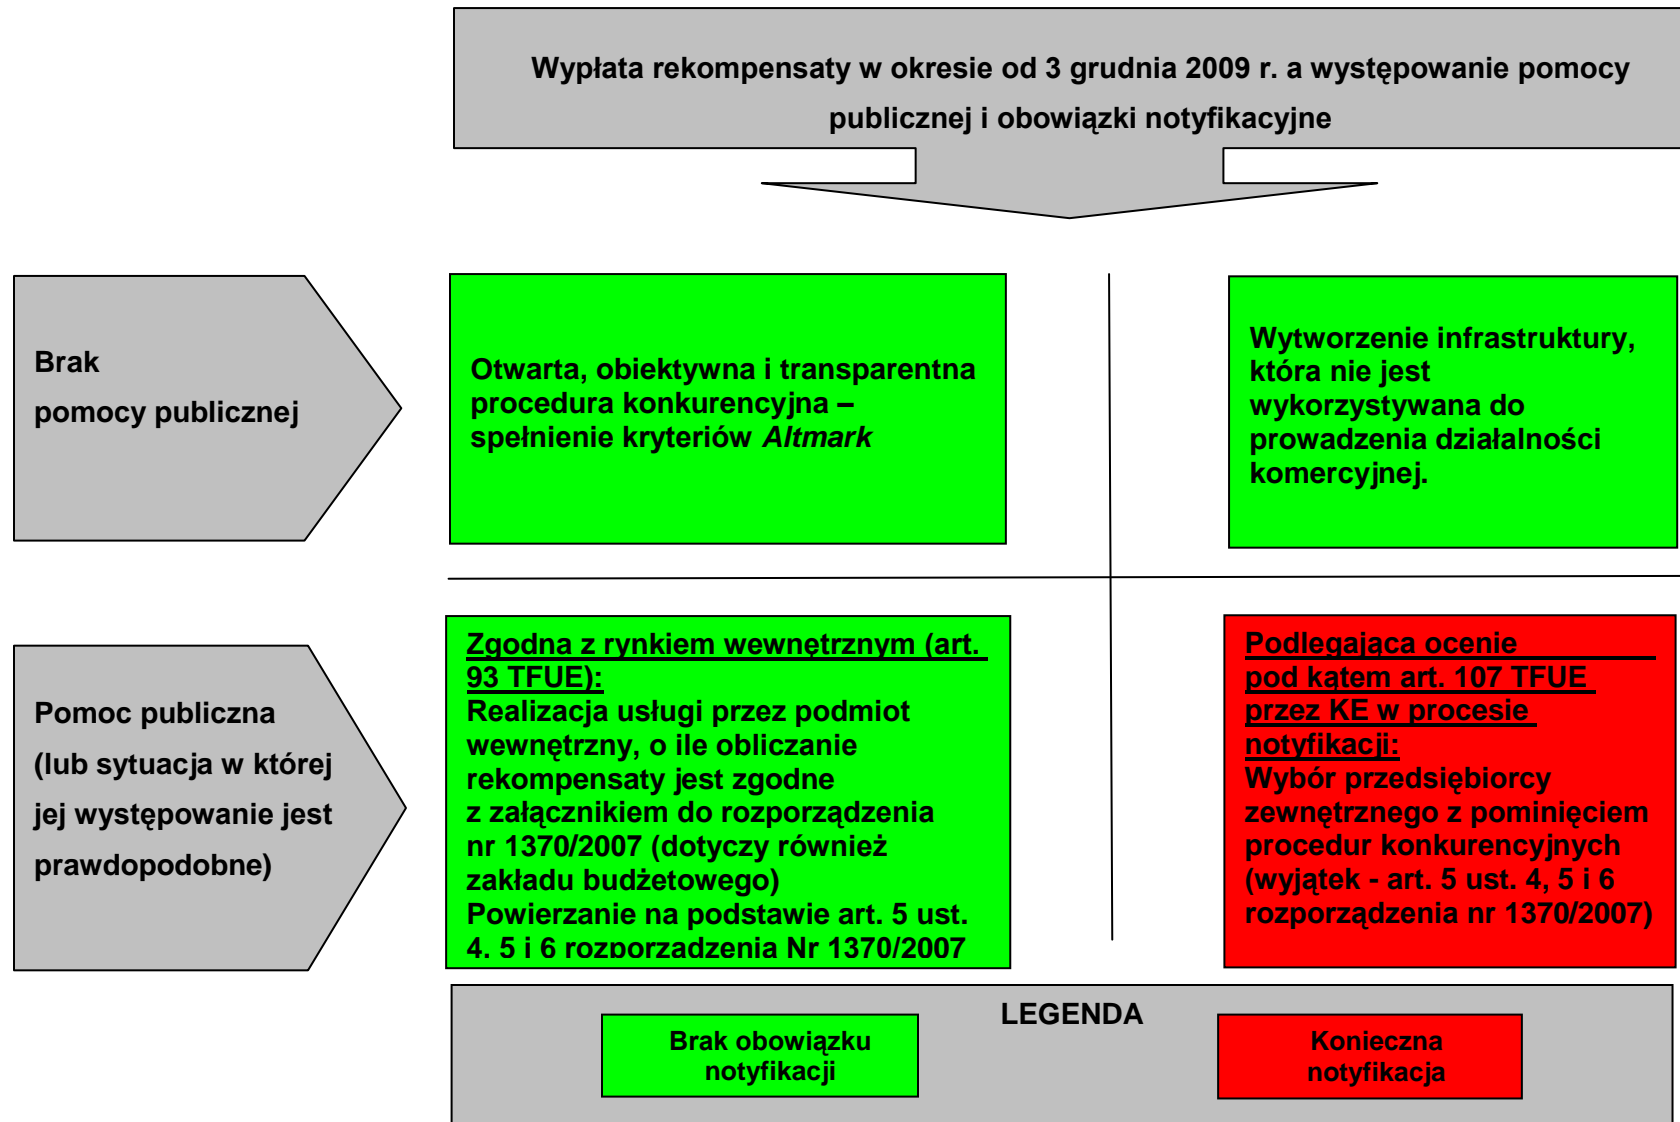 Wypłata rekompensaty w okresie od 3 grudnia 2009 r. a występowanie pomocy
publicznej i obowiązki notyfikacyjne
Brak
pomocy publicznej
Otwarta, obiektywna i transparentna
procedura konkurencyjna –
spełnienie kryteriów Altmark
Wytworzenie infrastruktury,
która nie jest
wykorzystywana do
prowadzenia działalności
komercyjnej.
Pomoc publiczna
(lub sytuacja w której
jej występowanie jest
prawdopodobne)
Zgodna z rynkiem wewnętrznym (art.
93 TFUE):
Realizacja usługi przez podmiot
wewnętrzny, o ile obliczanie
rekompensaty jest zgodne
z załącznikiem do rozporządzenia
nr 1370/2007 (dotyczy również
zakładu budżetowego)
Powierzanie na podstawie art. 5 ust.
4, 5 i 6 rozporządzenia Nr 1370/2007
Podlegająca ocenie
pod kątem art. 107 TFUE
przez KE w procesie
notyfikacji:
Wybór przedsiębiorcy
zewnętrznego z pominięciem
procedur konkurencyjnych
(wyjątek - art. 5 ust. 4, 5 i 6
rozporządzenia nr 1370/2007)
LEGENDA
Brak obowiązku
notyfikacji
Konieczna
notyfikacja